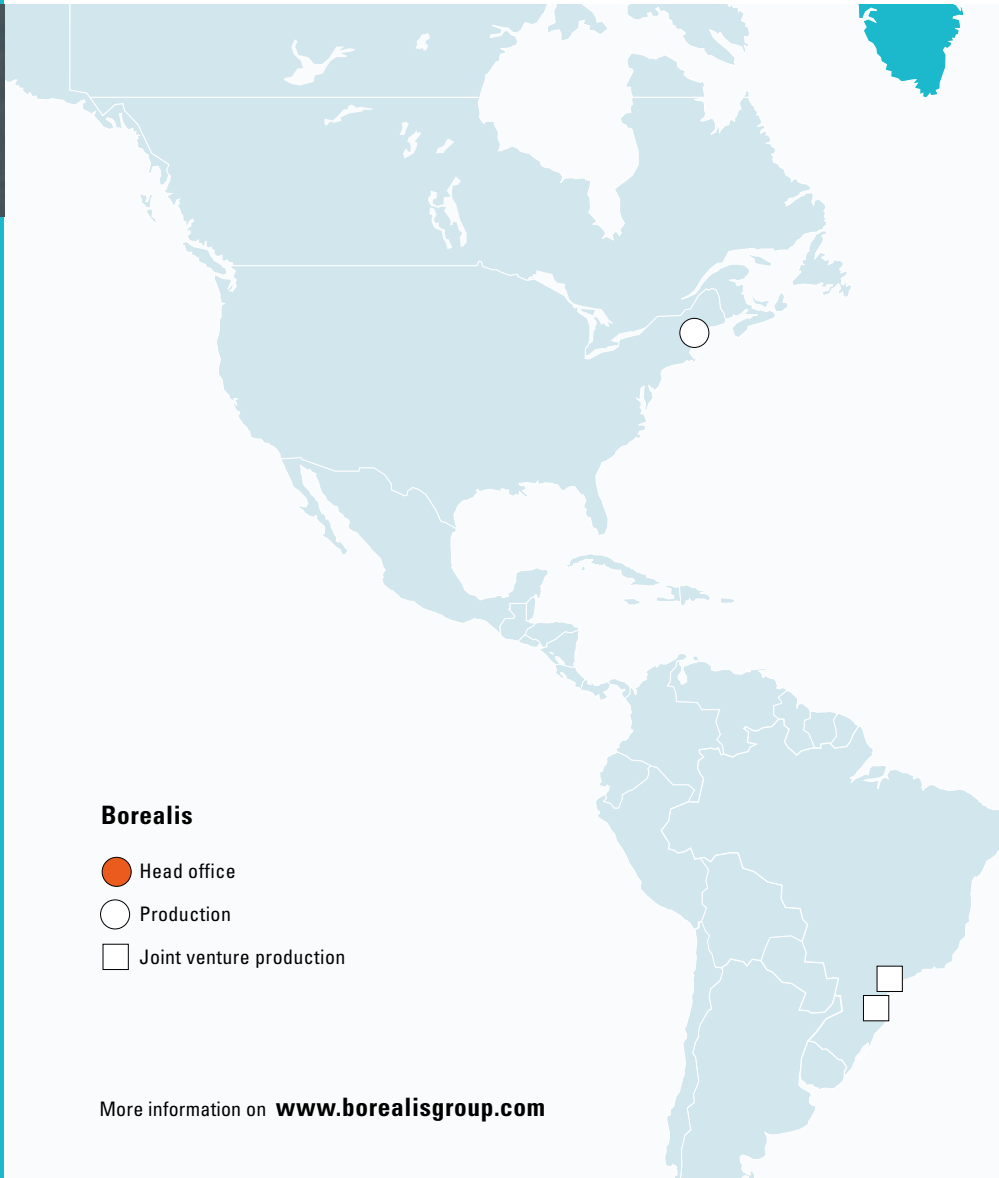 Borealis
Head office
Production
Joint venture production
More information on www.borealisgroup.com